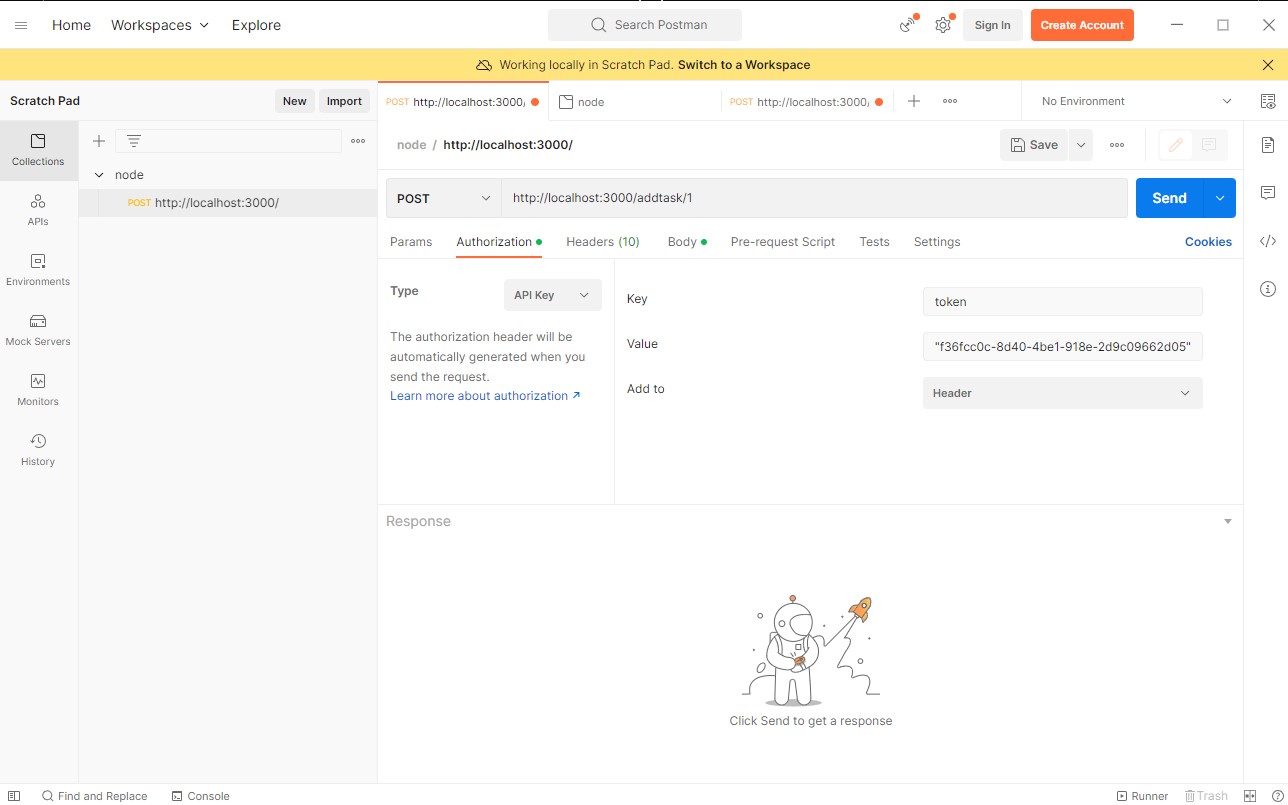 Home Workspaces Explore Search Postman Sign In Create Account
Working locally in Scratch Pad. Switch to a Workspace
Scratch Pad New Import
POST http://localhost:3000/ node POST http://localhost:3000/ No Environment
Collections
node / http://localhost:3000/ Save
node
POST http://localhost:3000/
POST http://localhost:3000/addtask/1 Send
APIs
Params Authorization Headers (10) Body Pre-request Script Tests Settings Cookies
Environments
Type API Key
Key token
Mock Servers
The authorization header will be
automatically generated when you
send the request.
Learn more about authorization
Value "f36fcc0c-8d40-4be1-918e-2d9c09662d05"
Add to Header
Monitors
History
Response
Click Send to get a response
Find and Replace Console Runner Trash